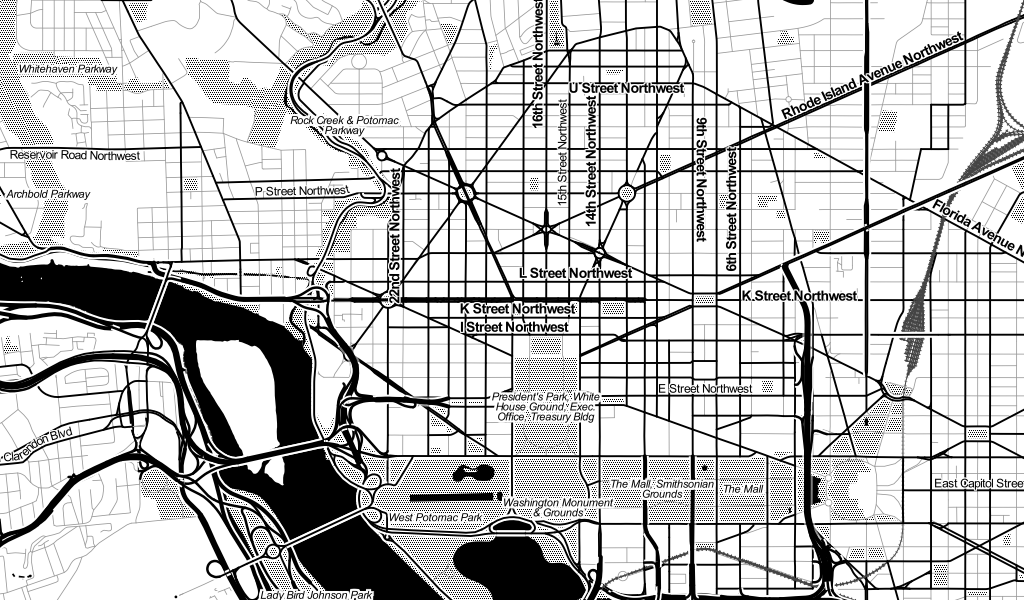 16th Street Northwest
Rhode Island Avenue Northwest
Whitehaven Parkway
U Street Northwest
15th Street Northwest
14th Street Northwest
Rock Creek & Potomac
Parkway
9th Street Northwest
Reservoir Road Northwest
6th Street Northwest
P Street Northwest
Archbold Parkway
22nd Street Northwest
Florida Avenue N
L Street Northwest
K Street Northwest
K Street Northwest
I Street Northwest
E Street Northwest
President's Park, White
House Ground, Exec.
Office, Treasury Bldg
Clarendon Blvd
The Mall, Smithsonian
Grounds
The Mall
East Capitol Street
Washington Monument
& Grounds
West Potomac Park
Lady Bird Johnson Park